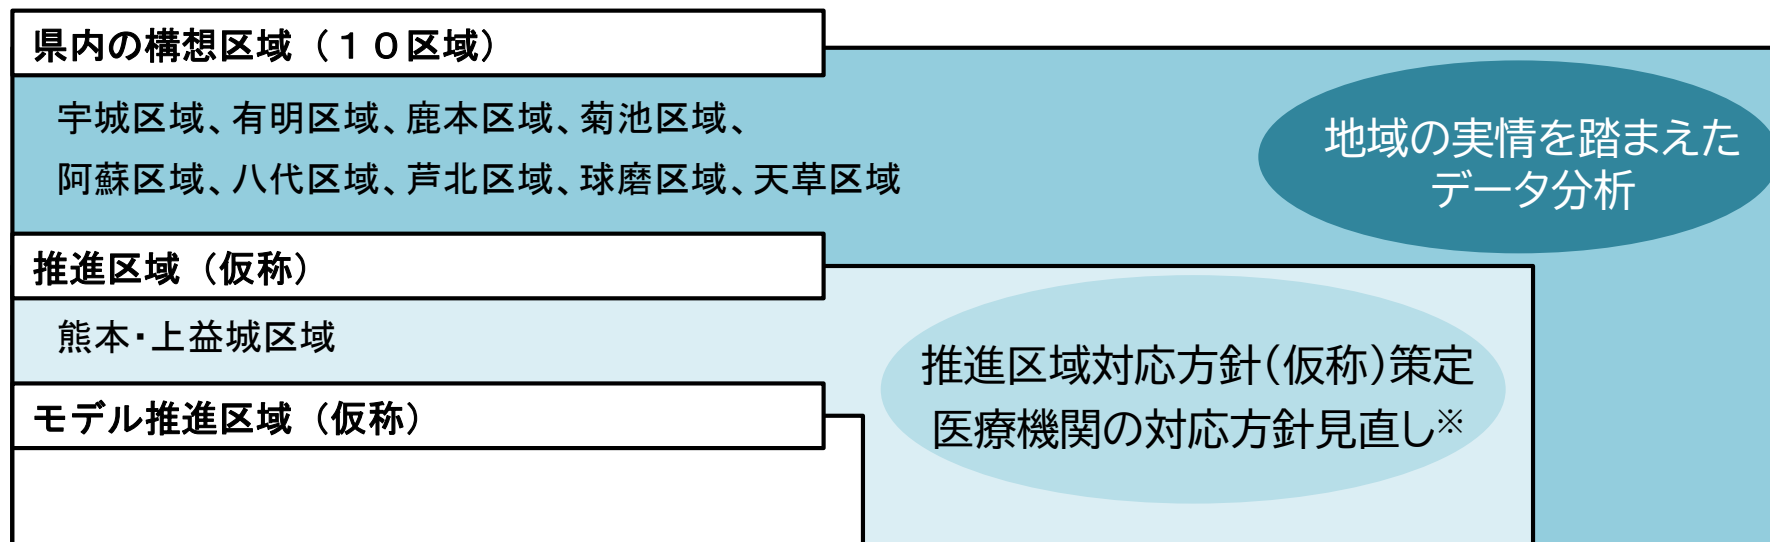 県内の構想区域（１０区域）
宇城区域、有明区域、鹿本区域、菊池区域、
阿蘇区域、八代区域、芦北区域、球磨区域、天草区域
地域の実情を踏まえた
データ分析
推進区域（仮称）
熊本・上益城区域
推進区域対応方針（仮称）策定
医療機関の対応方針見直し※
モデル推進区域（仮称）